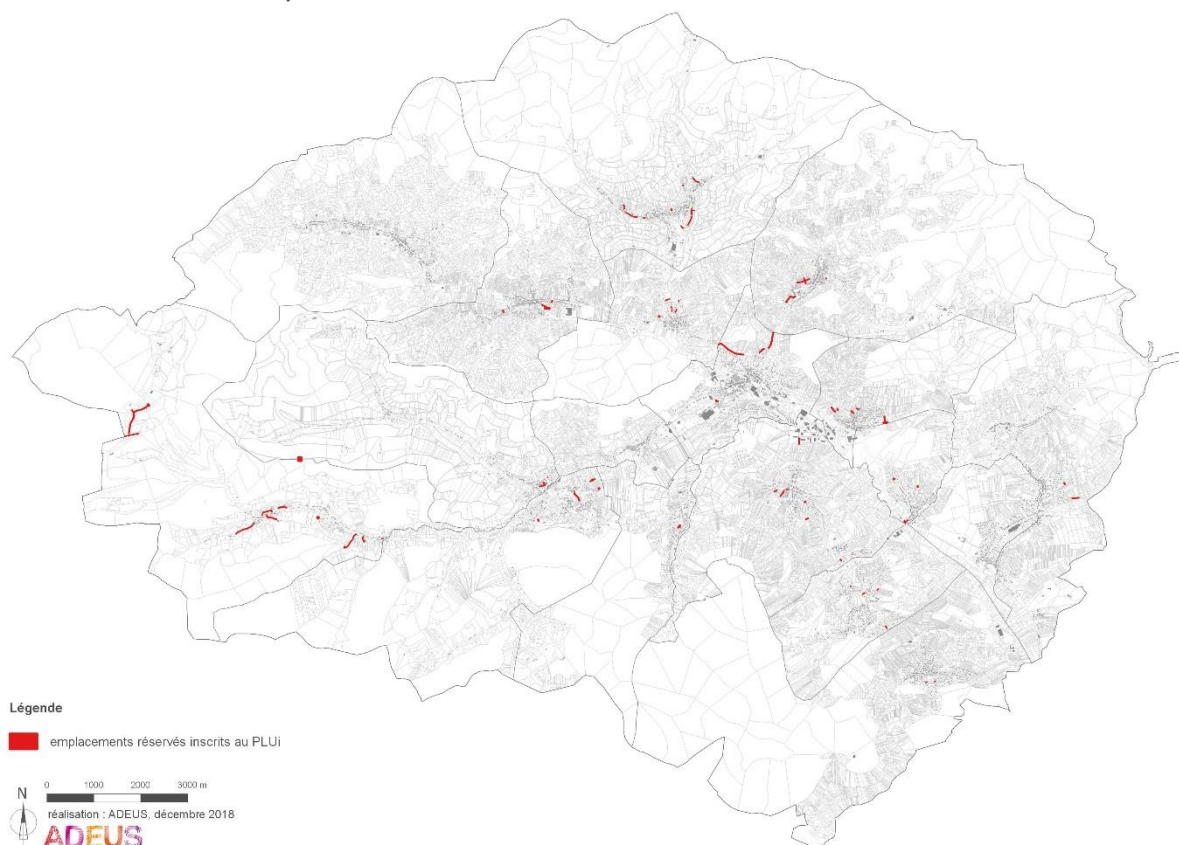 Légende
emplacements réservés inscrits au PLUi
0 1000 2000 3000 m
N
réalisation : ADEUS, décembre 2018
ADEUS